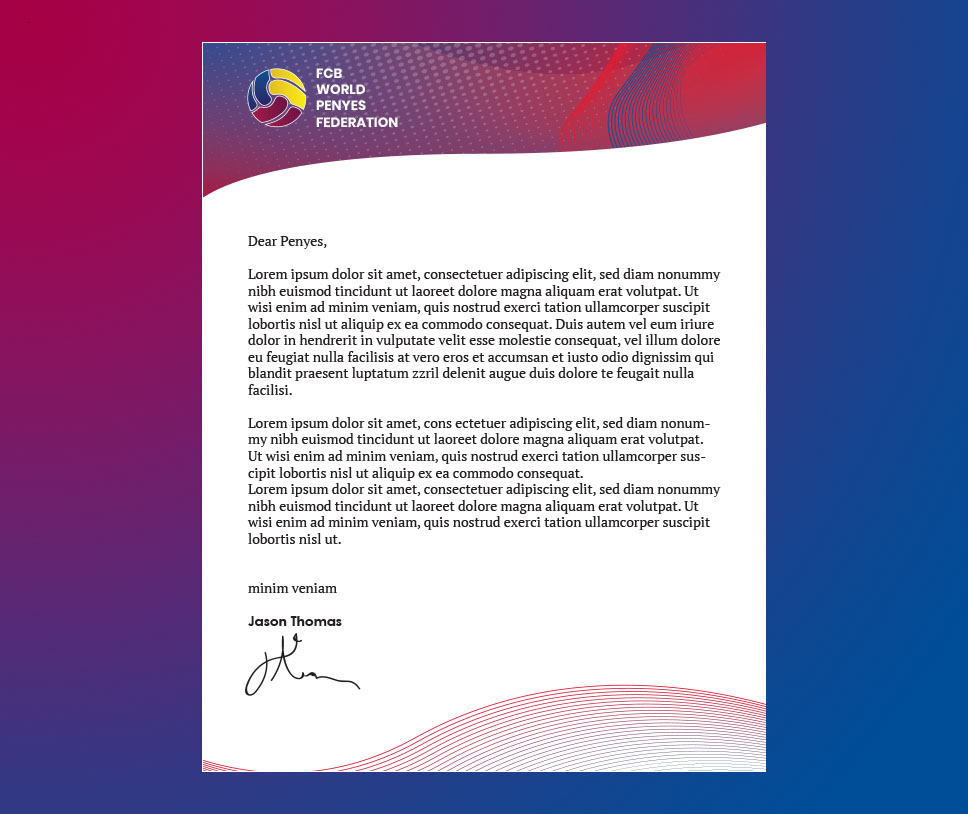 FCB
WORLD
PENYES
FEDERATION
Dear Penyes,
Lorem ipsum dolor sit amet, consectetuer adipiscing elit, sed diam nonummy
nibh euismod tincidunt ut laoreet dolore magna aliquam erat volutpat. Ut
wisi enim ad minim veniam, quis nostrud exerci tation ullamcorper suscipit
lobortis nisl ut aliquip ex ea commodo consequat. Duis autem vel eum iriure
dolor in hendrerit in vulputate velit esse molestie consequat, vel illum dolore
eu feugiat nulla facilisis at vero eros et accumsan et iusto odio dignissim qui
blandit praesent luptatum zzril delenit augue duis dolore te feugait nulla
facilisi.
Lorem ipsum dolor sit amet, cons ectetuer adipiscing elit, sed diam nonum-
my nibh euismod tincidunt ut laoreet dolore magna aliquam erat volutpat.
Ut wisi enim ad minim veniam, quis nostrud exerci tation ullamcorper sus-
cipit lobortis nisl ut aliquip ex ea commodo consequat.
Lorem ipsum dolor sit amet, consectetuer adipiscing elit, sed diam nonummy
nibh euismod tincidunt ut laoreet dolore magna aliquam erat volutpat. Ut
wisi enim ad minim veniam, quis nostrud exerci tation ullamcorper suscipit
lobortis nisl ut.
minim veniam
Jason Thomas